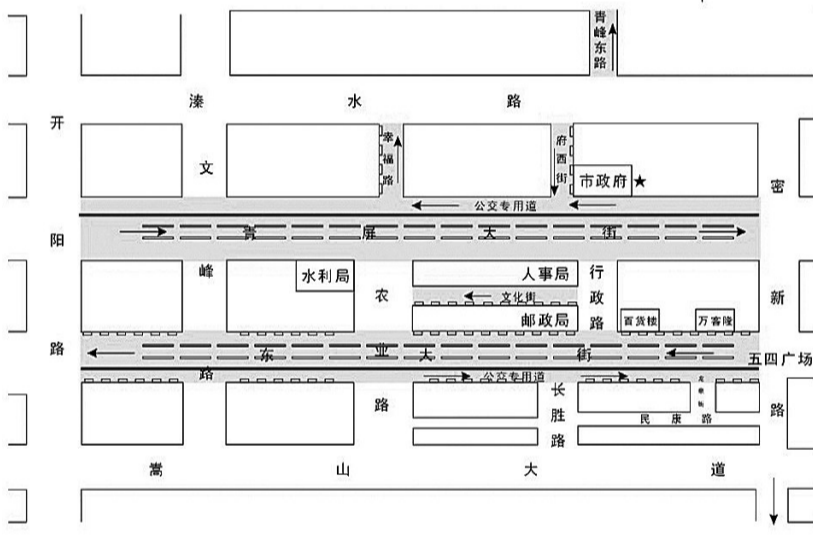 青峰东路
溱水路
开阳路
文峰路
幸福路
府西街
市政府★
密新路
公交专用道
青屏大街
水利局
农业路
人事局
文化街
邮政局
行政路
百货楼
万客隆
东大街
五四广场
公交专用道
长胜路
民康路
嵩山大道